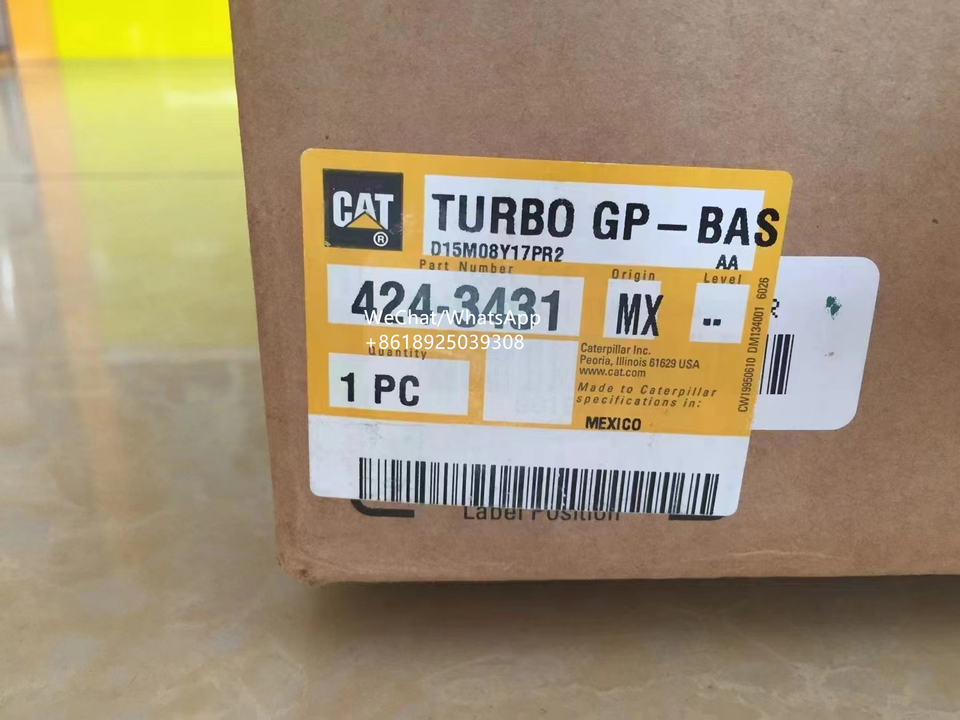 CAT
®
TURBO GP-BAS
D15M08Y17PR2
AA
Part Number
Origin
Level
424-3431
MX
--
WeChat/WhatsApp
+8618925039308
Quantity
1 PC
Caterpillar Inc.
Peoria, Illinois 61629 USA
www.cat.com
Made to Caterpillar
specifications in:
MEXICO
CW19950610 DM134001 6026
Label Position